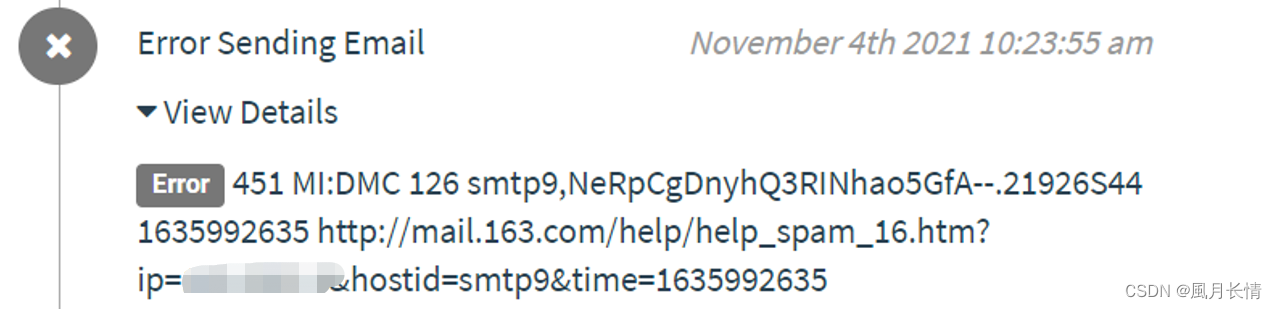 Error Sending Email November 4th 2021 10:23:55 am
View Details
Error 451 MI:DMC 126 smtp9,NeRpCgDnyhQ3RINhao5GfA--.21926S44
1635992635 http://mail.163.com/help/help_spam_16.htm?
ip= &hostid=smtp9&time=1635992635
CSDN @風月长情